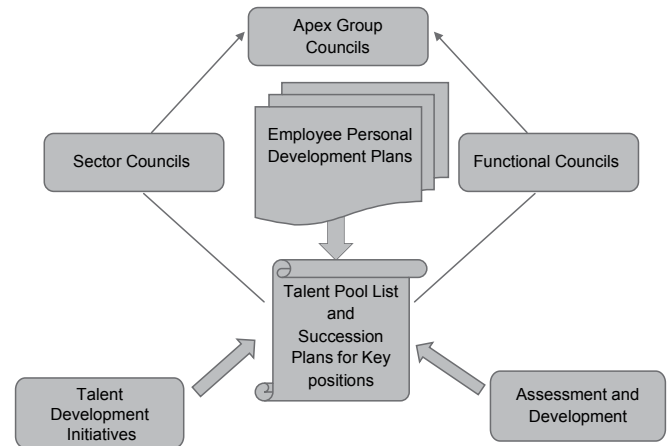 Apex Group
Councils
Employee Personal
Development Plans
Sector Councils
Functional Councils
Talent Pool List
and
Succession
Plans for Key
positions
Talent
Development
Initiatives
Assessment and
Development